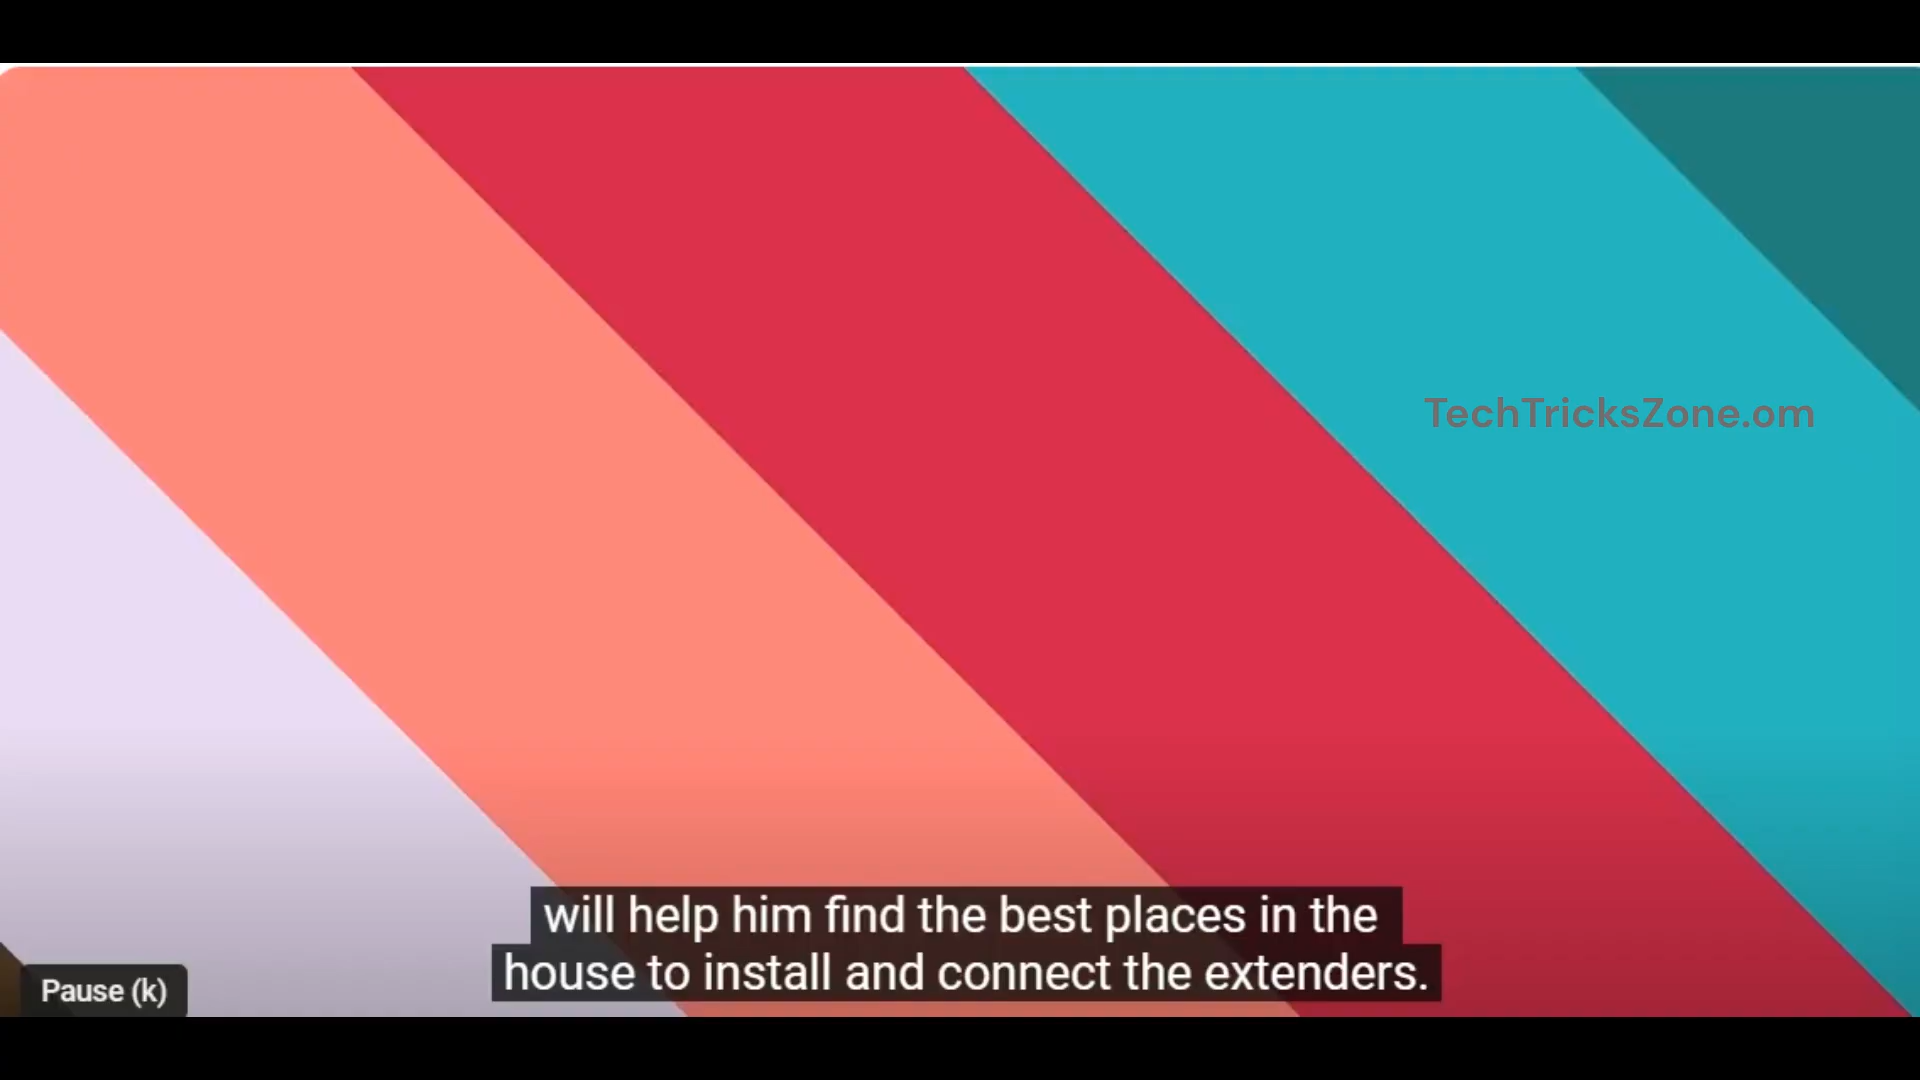 TechTricksZone.om
will help him find the best places in the
house to install and connect the extenders.
Pause (k)